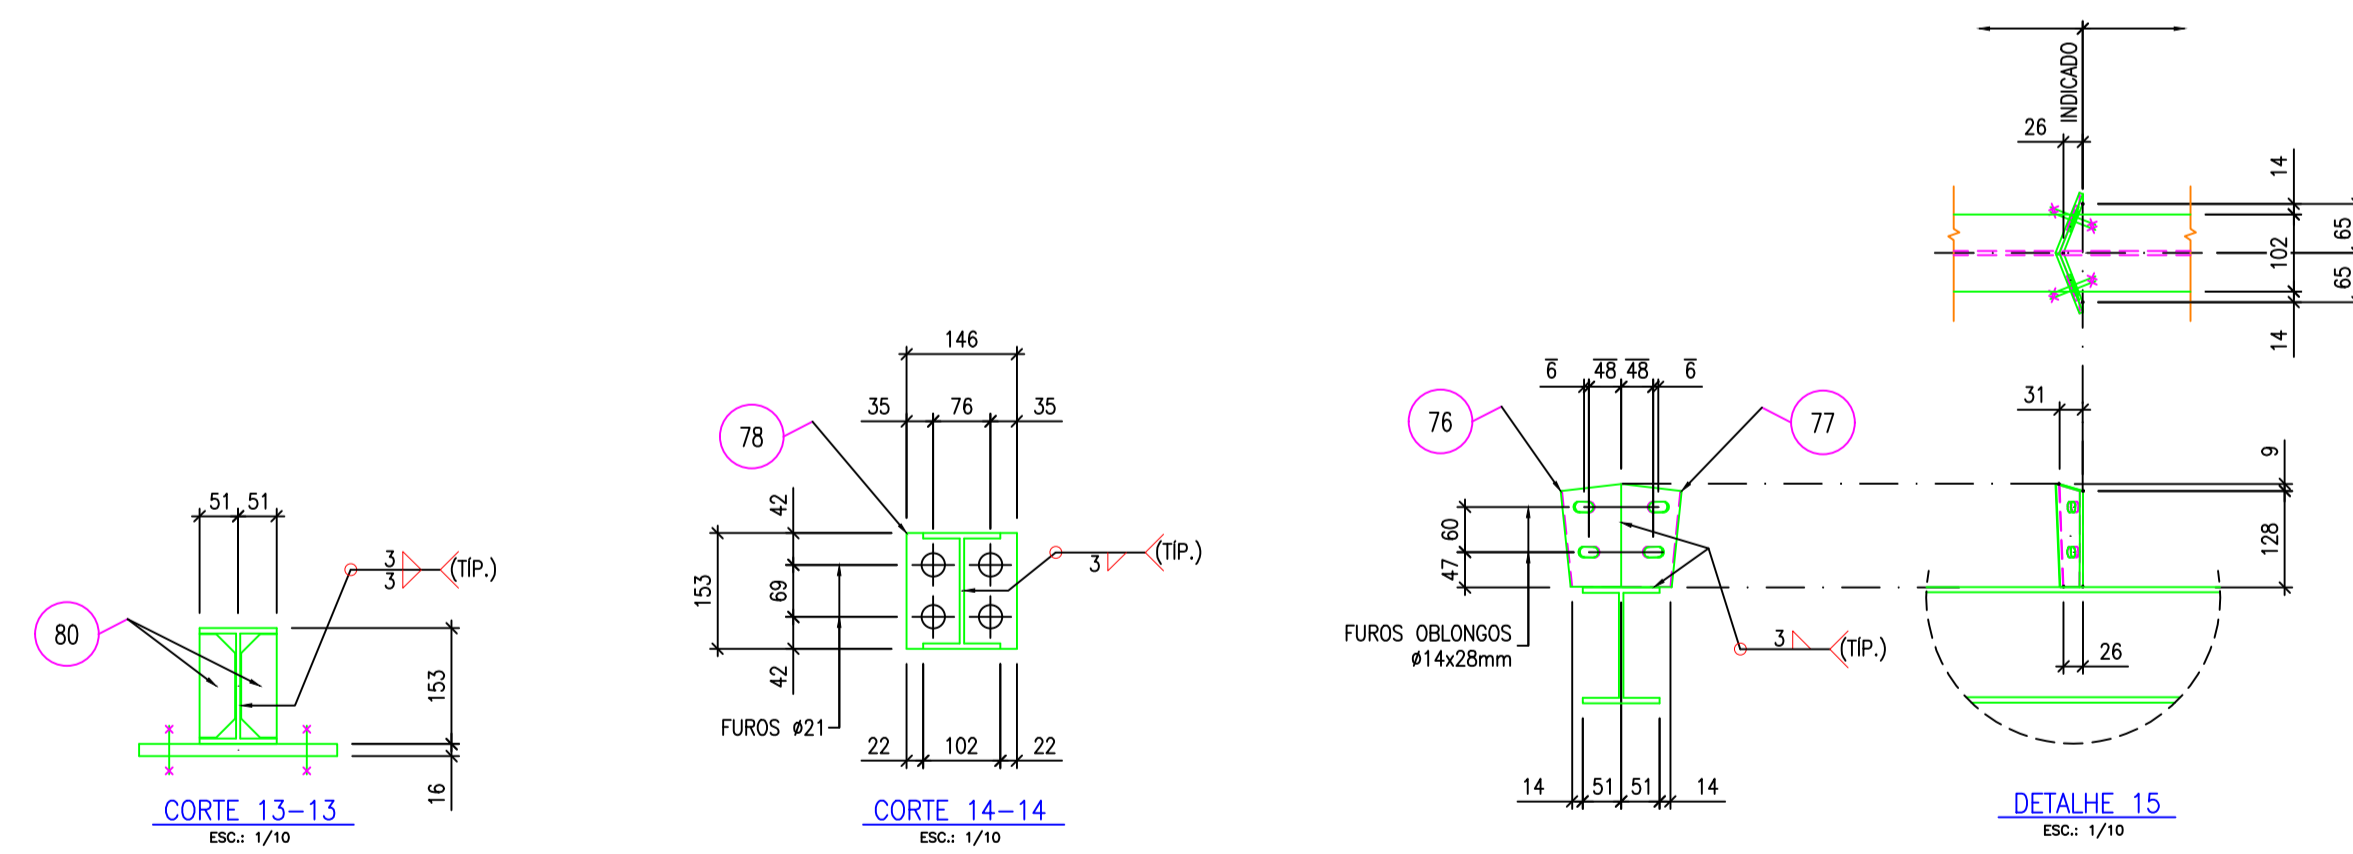 51 51
80
3
3
(TÍP.)
153
16
CORTE 13-13
ESC.: 1/10
146
35 76 35
78
42
153
69
42
3
(TÍP.)
FUROS ø21
22 102 22
CORTE 14-14
ESC.: 1/10
6 48 48 6
76
77
60
47
FUROS OBLONGOS
ø14x28mm
3
(TÍP.)
14 51 51 14
INDICADO
26
14
65
102
65
14
31
9
128
26
DETALHE 15
ESC.: 1/10